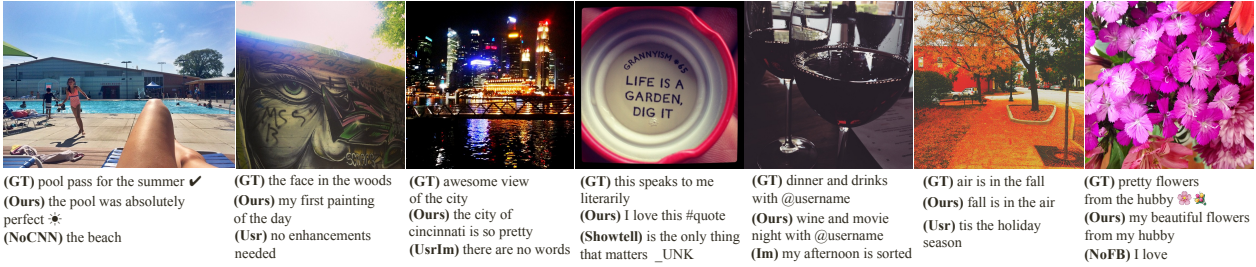 GRANNYISM #65
LIFE IS A
GARDEN,
DIG IT
(GT) pool pass for the summer ✔
(Ours) the pool was absolutely
perfect ☀
(NoCNN) the beach
(GT) the face in the woods
(Ours) my first painting
of the day
(Usr) no enhancements
needed
(GT) awesome view
of the city
(Ours) the city of
cincinnati is so pretty
(UsrIm) there are no words
(GT) this speaks to me
literarily
(Ours) I love this #quote
(Showtell) is the only thing
that matters _UNK
(GT) dinner and drinks
with @username
(Ours) wine and movie
night with @username
(Im) my afternoon is sorted
(GT) air is in the fall
(Ours) fall is in the air
(Usr) tis the holiday
season
(GT) pretty flowers
from the hubby 🌸💐
(Ours) my beautiful flowers
from my hubby
(NoFB) I love